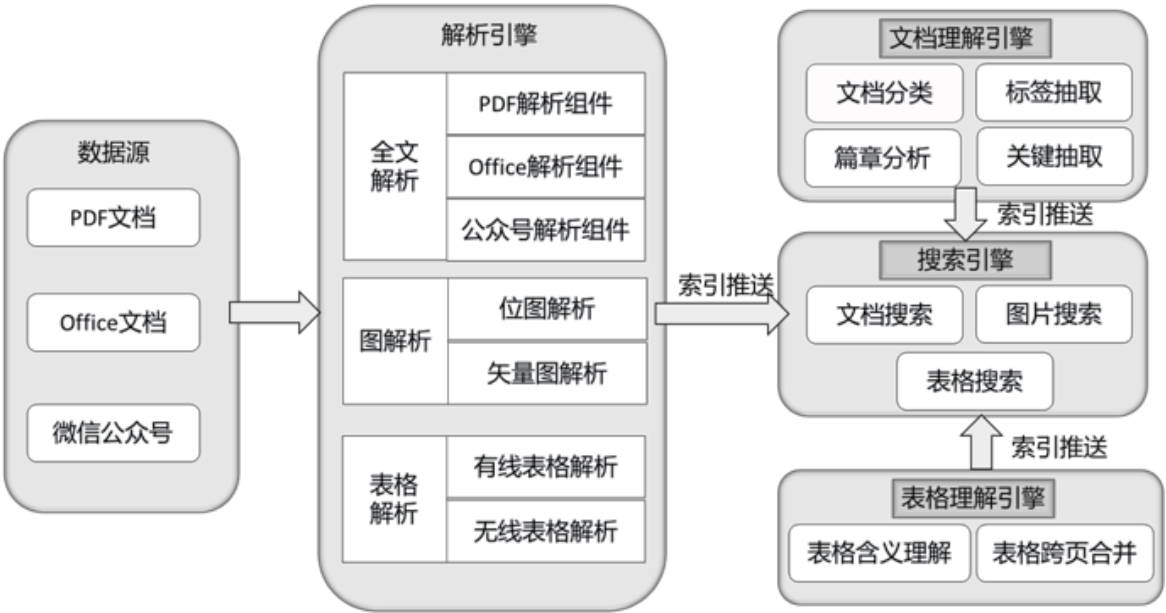 数据源
PDF文档
Office文档
微信公众号
解析引擎
全文
解析
PDF解析组件
Office解析组件
公众号解析组件
图解析
位图解析
矢量图解析
表格
解析
有线表格解析
无线表格解析
索引推送
文档理解引擎
文档分类
标签抽取
篇章分析
关键抽取
索引推送
搜索引擎
文档搜索
图片搜索
表格搜索
索引推送
表格理解引擎
表格含义理解
表格跨页合并